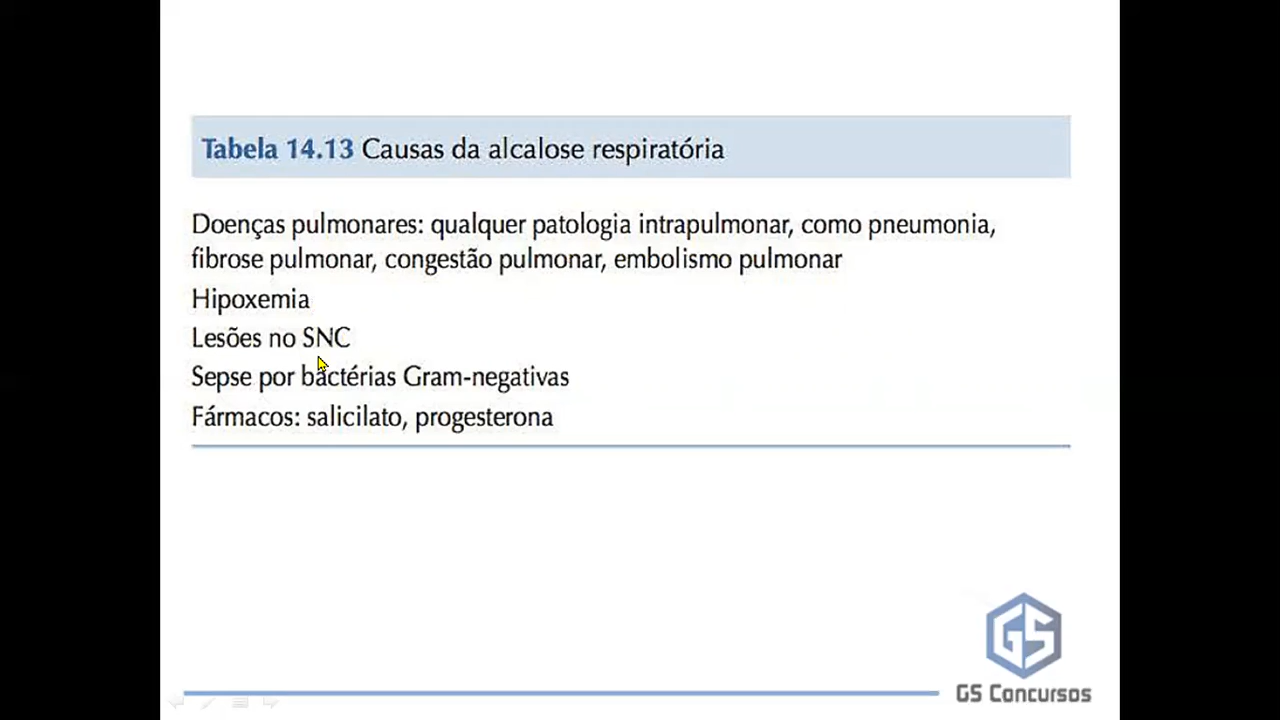 Tabela 14.13 Causas da alcalose respiratória
Doenças pulmonares: qualquer patologia intrapulmonar, como pneumonia,
fibrose pulmonar, congestão pulmonar, embolismo pulmonar
Hipoxemia
Lesões no SNC
Sepse por bactérias Gram-negativas
Fármacos: salicilato, progesterona
GS
GS Concursos